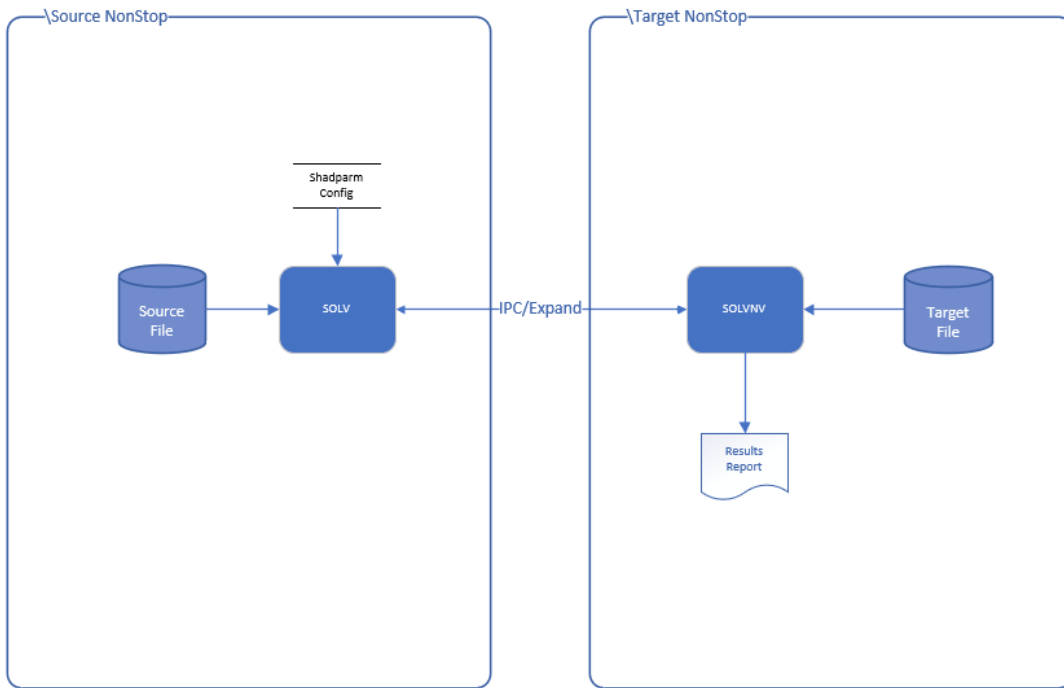 \Source NonStop
\Target NonStop
Shadparm
Config
Source
File
SOLV
IPC/Expand
SOLVNV
Target
File
Results
Report